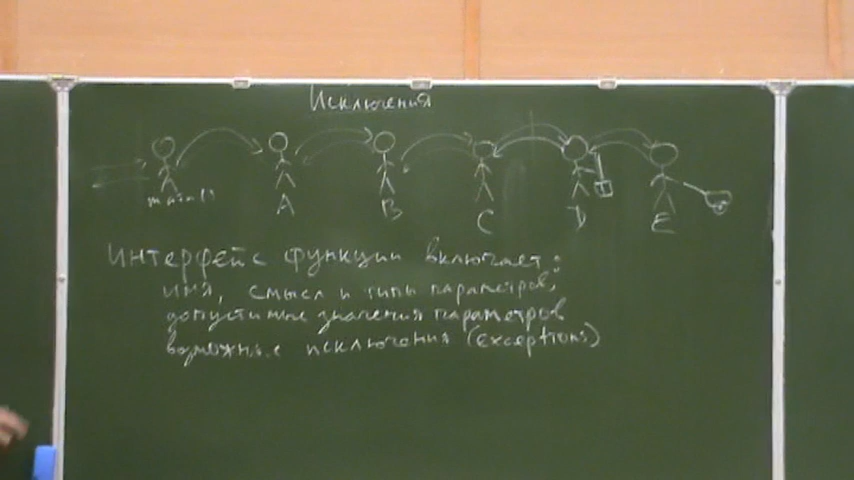 Исключения
main()
A B C D E
Интерфейс функции включает:
имя, смысл и типы параметров,
допустимые значения параметров
возможные исключения (exceptions)